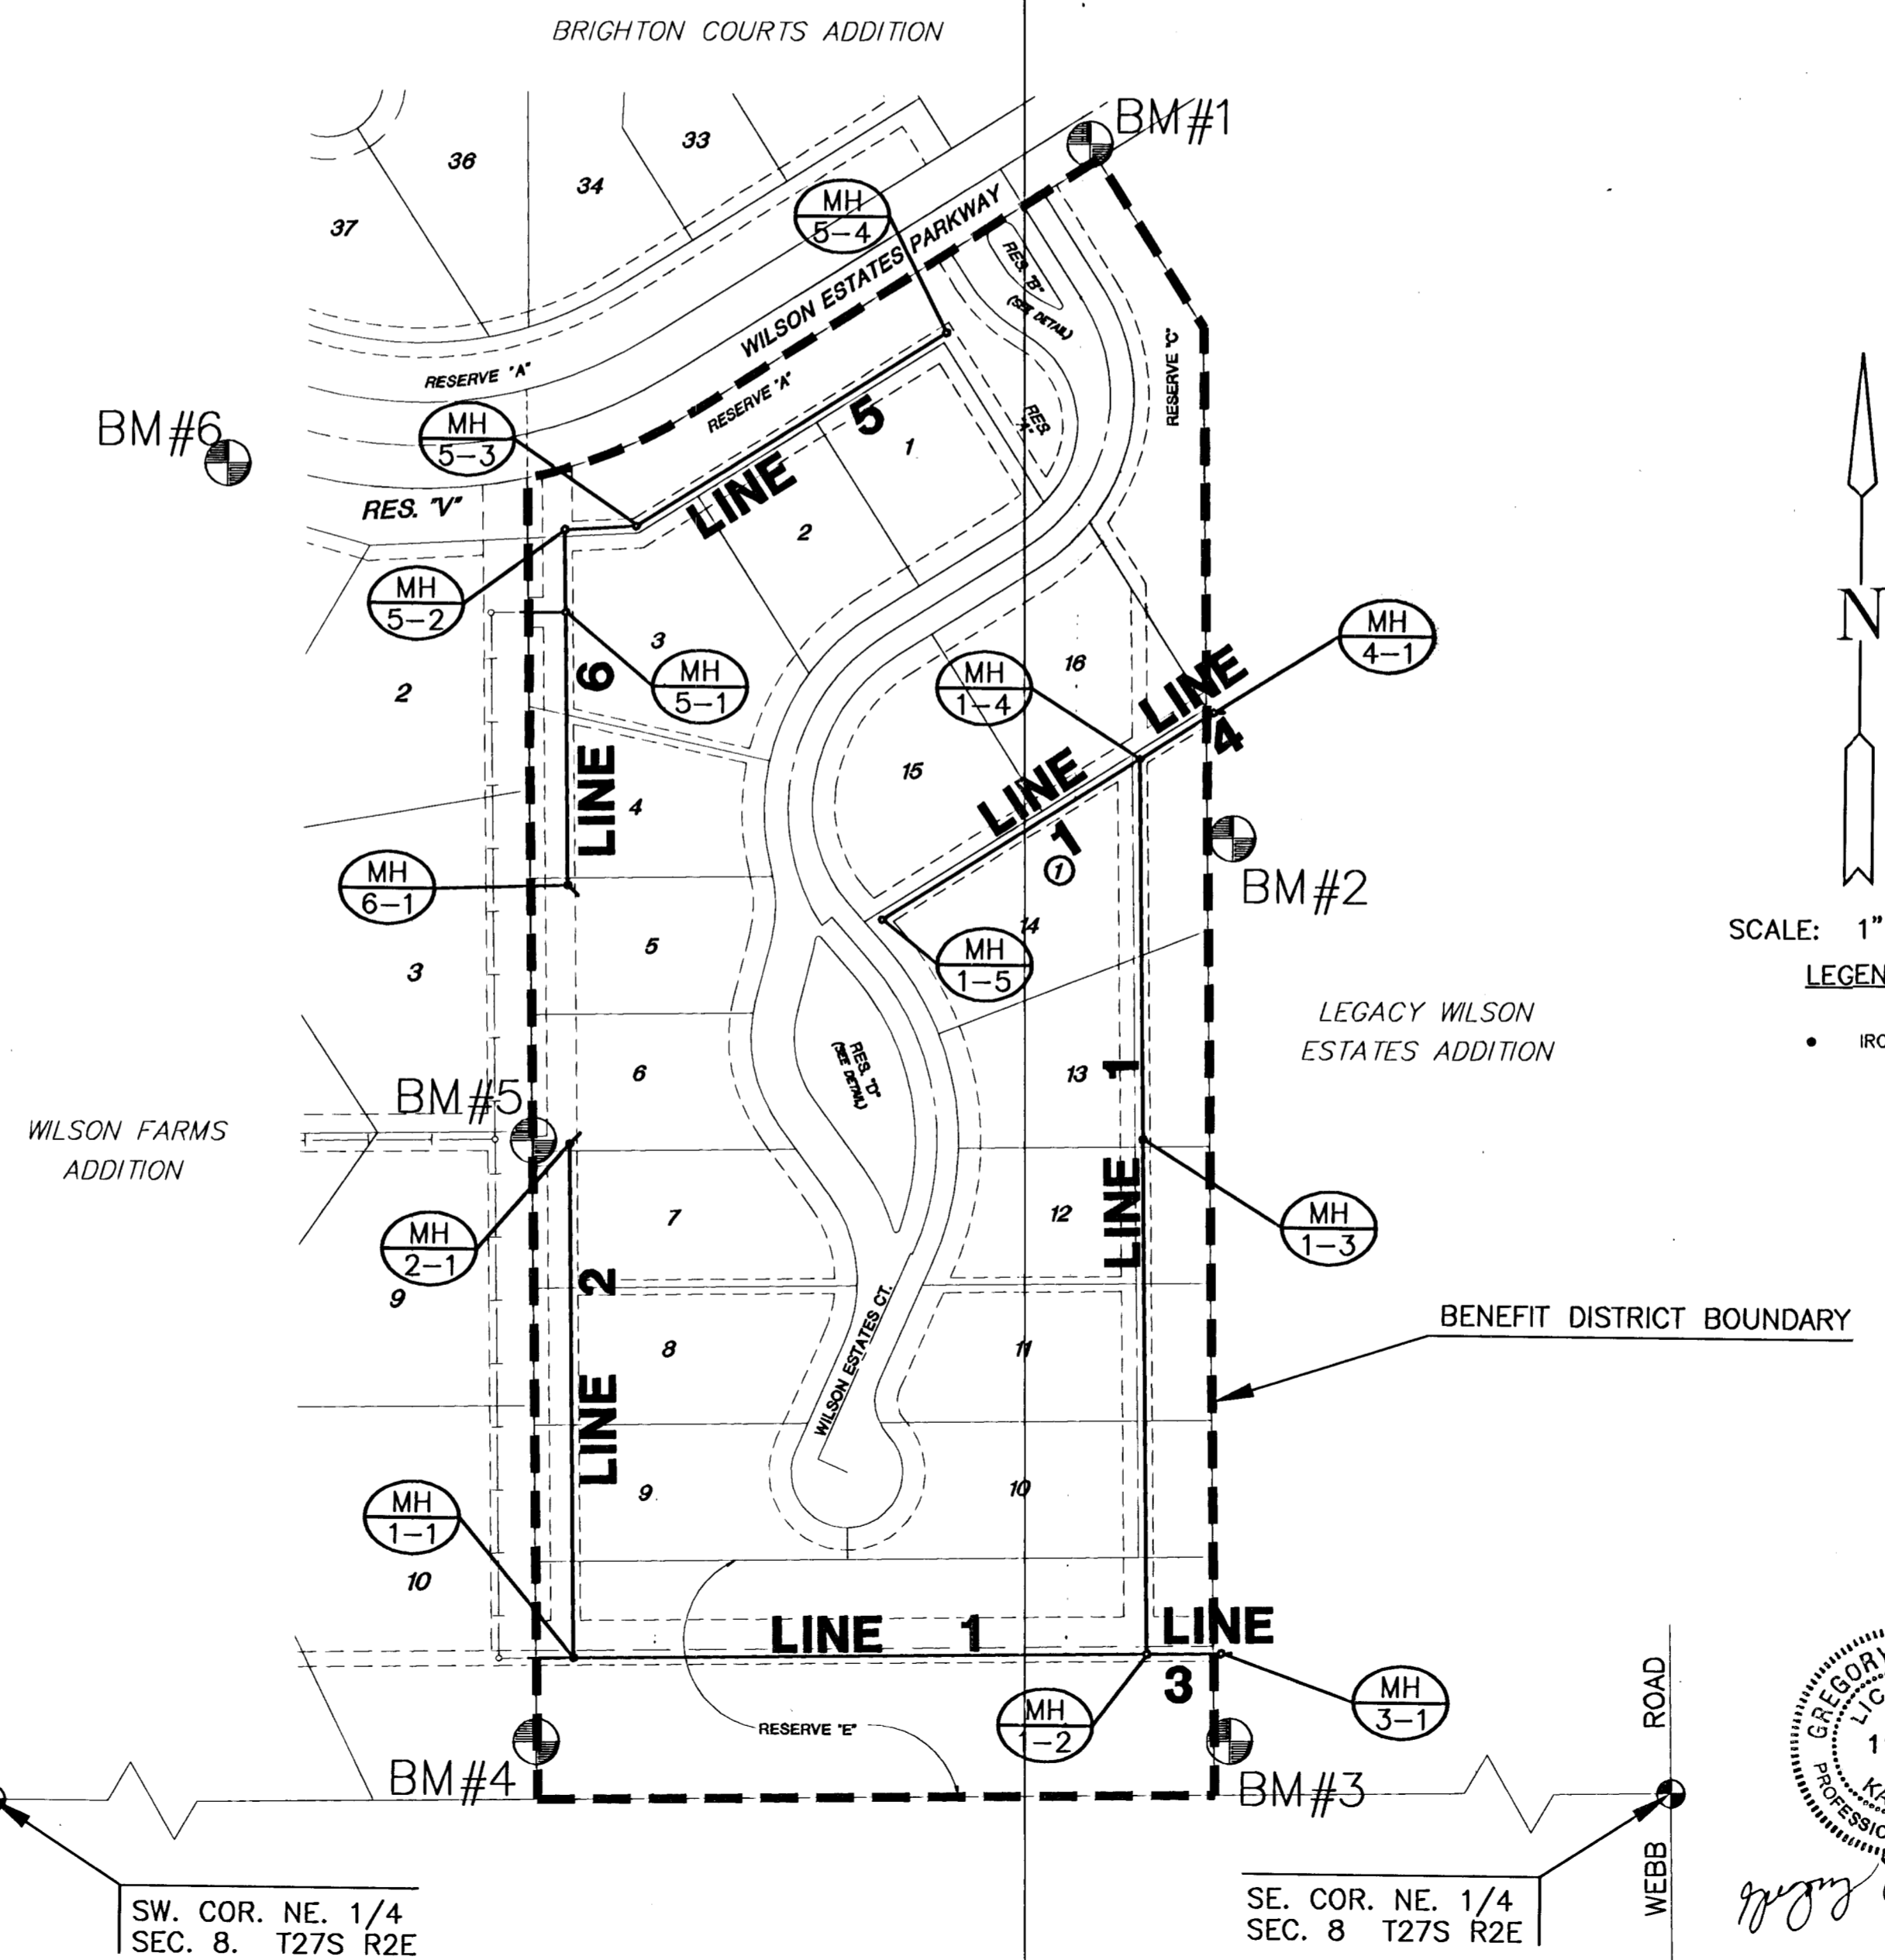 BRIGHTON COURTS ADDITION
BM#1
33
36
34
37
MH
5-4
WILSON ESTATES PARKWAY
RES. "B"
(SEE DETAIL)
RESERVE "C"
RESERVE "A"
RESERVE "A"
RES. "A"
BM#6
MH
5-3
LINE 5
1
RES. "V"
2
MH
5-2
3
MH
5-1
LINE 6
2
MH
4-1
16
MH
1-4
LINE 4
15
LINE 1
1
4
BM#2
MH
6-1
14
MH
1-5
5
3
N
SCALE: 1"
LEGEN
IRO
LEGACY WILSON
ESTATES ADDITION
RES. "D"
(SEE DETAIL)
6
13
BM#5
WILSON FARMS
ADDITION
LINE 1
7
12
MH
1-3
MH
2-1
9
LINE 2
BENEFIT DISTRICT BOUNDARY
8
11
WILSON ESTATES CT.
9
10
MH
1-1
10
LINE 1
LINE
3
MH
1-2
MH
3-1
RESERVE "E"
BM#4
BM#3
WEBB ROAD
GREGORY
LIC
1
KA
PROFESSIO
Gregory
SW. COR. NE. 1/4
SEC. 8. T27S R2E
SE. COR. NE. 1/4
SEC. 8 T27S R2E